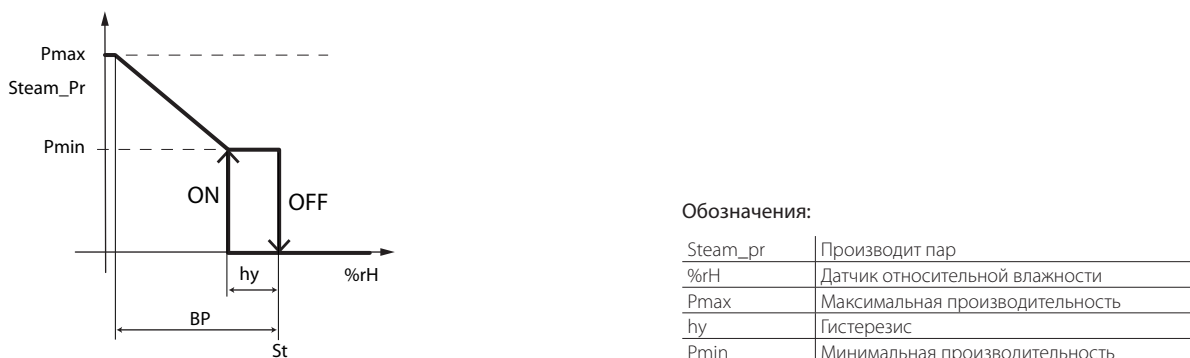 Pmax
Steam_Pr
Pmin
ON
OFF
hy
%rH
BP
St
Обозначения:
Steam_pr Производит пар
%rH Датчик относительной влажности
Pmax Максимальная производительность
hy Гистерезис
Pmin Минимальная производительность